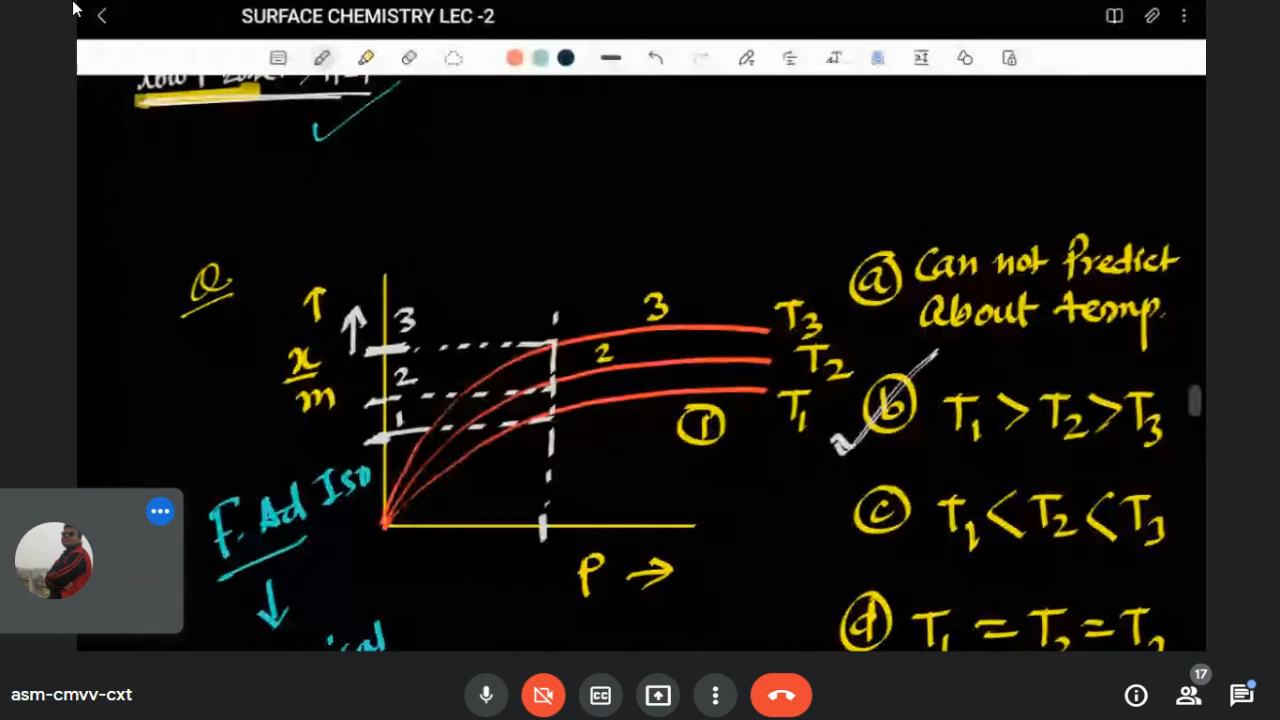 SURFACE CHEMISTRY LEC -2
Q
x
m
3
2
1
3
2
1
T3
T2
T1
P →
F. Ad Iso
a Can not Predict
About temp.
b T1 > T2 > T3
c T1 < T2 < T3
d T1 = T2 = T3
asm-cmvv-cxt
CC
17